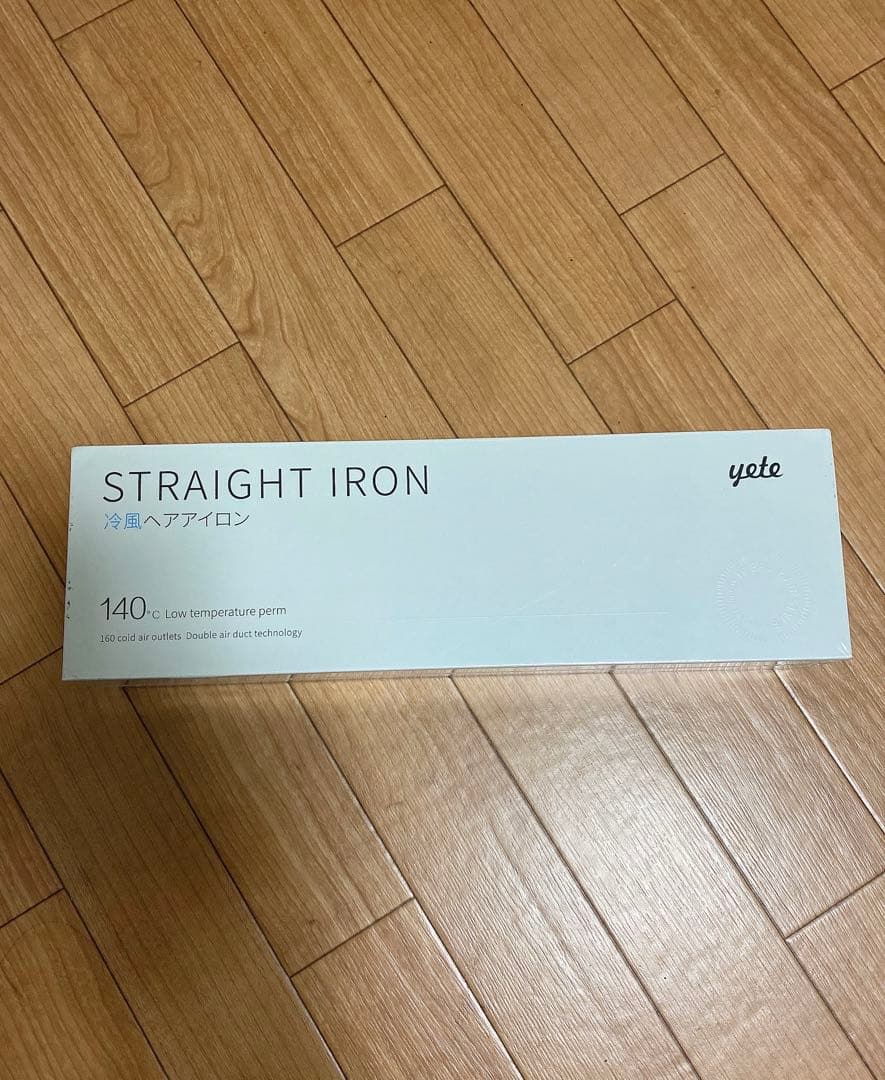 STRAIGHT IRON
yete
冷風ヘアアイロン
140°C Low temperature perm
160 cold air outlets Double air duct technology